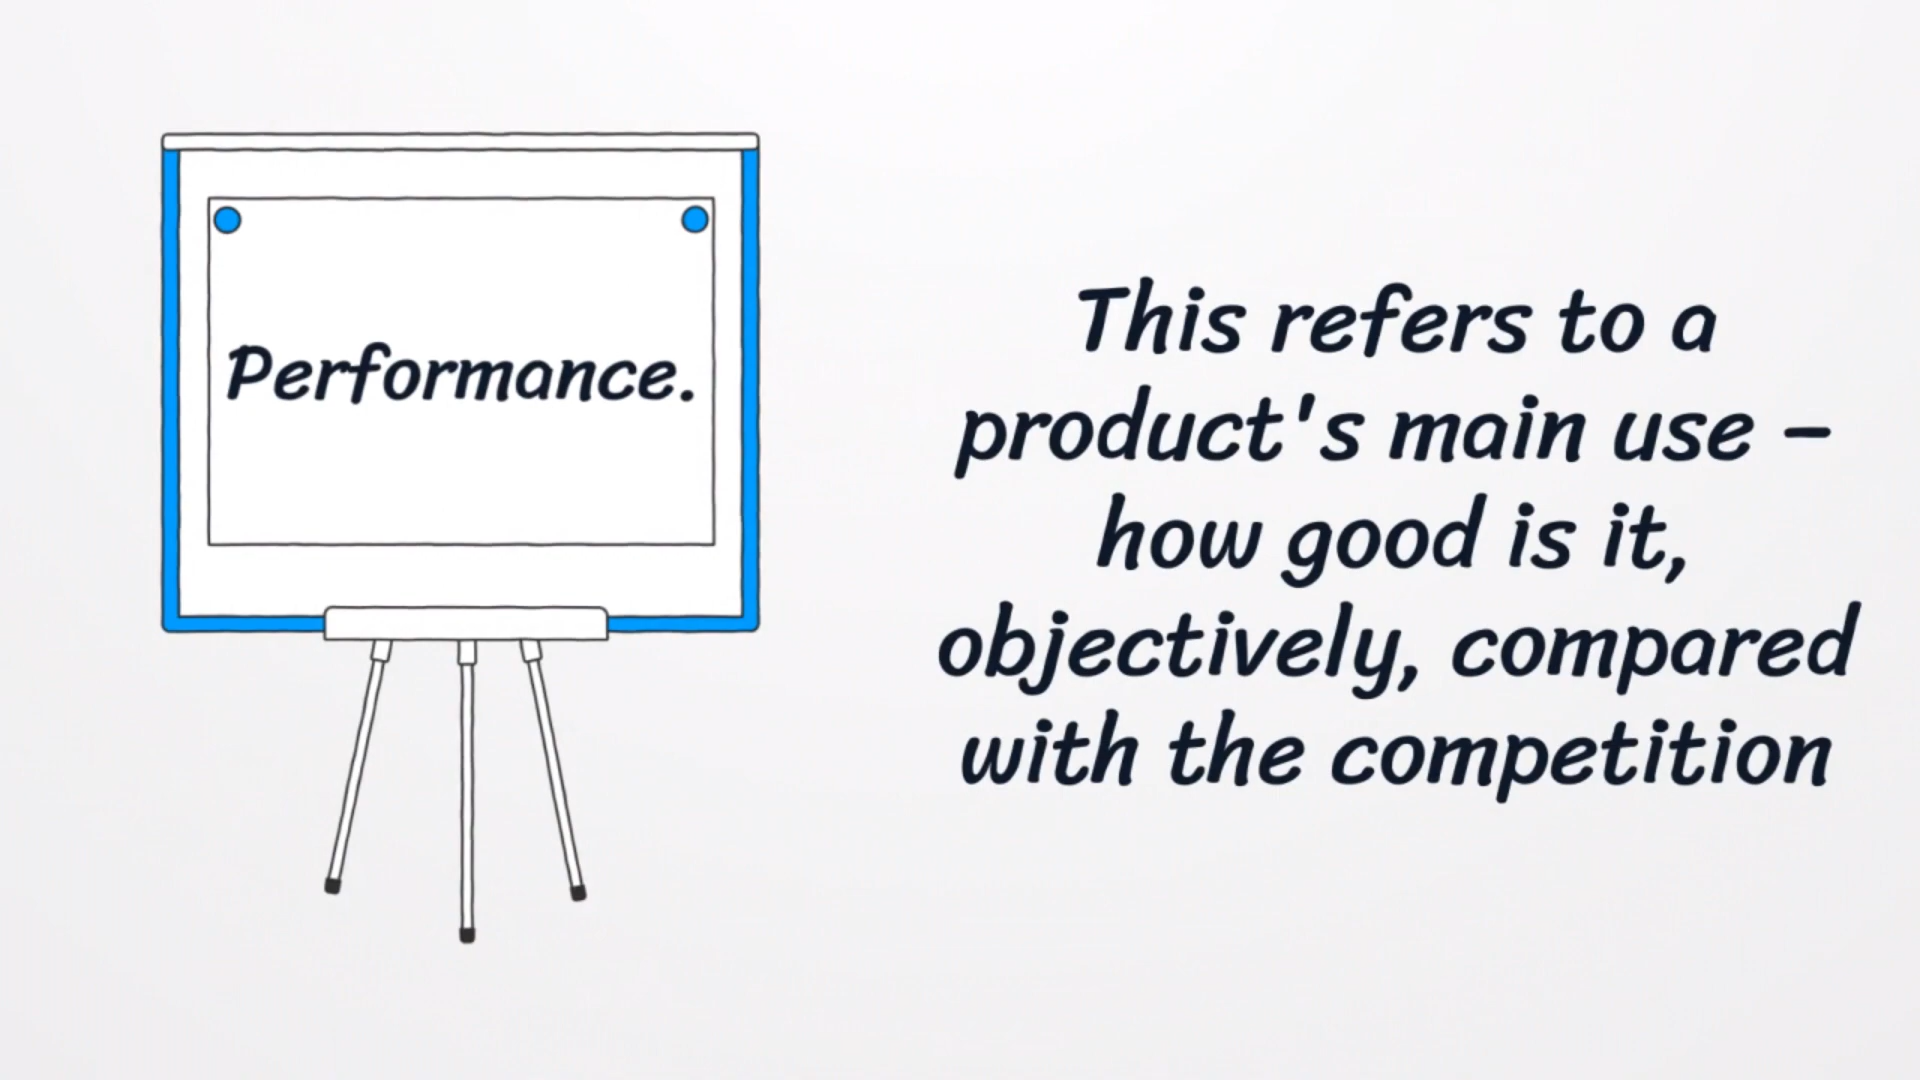 Performance.
This refers to a
product's main use –
how good is it,
objectively, compared
with the competition